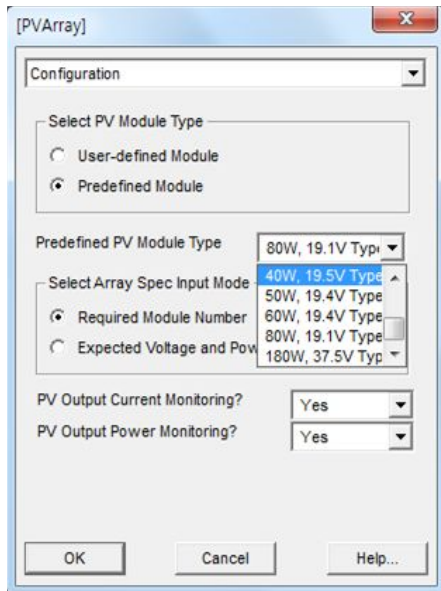 [PVArray]
Configuration
Select PV Module Type
User-defined Module
Predefined Module
Predefined PV Module Type
80W, 19.1V Typ
40W, 19.5V Type
50W, 19.4V Type
60W, 19.4V Type
80W, 19.1V Type
180W, 37.5V Typ
Select Array Spec Input Mode
Required Module Number
Expected Voltage and Pow
PV Output Current Monitoring? Yes
PV Output Power Monitoring? Yes
OK Cancel Help...